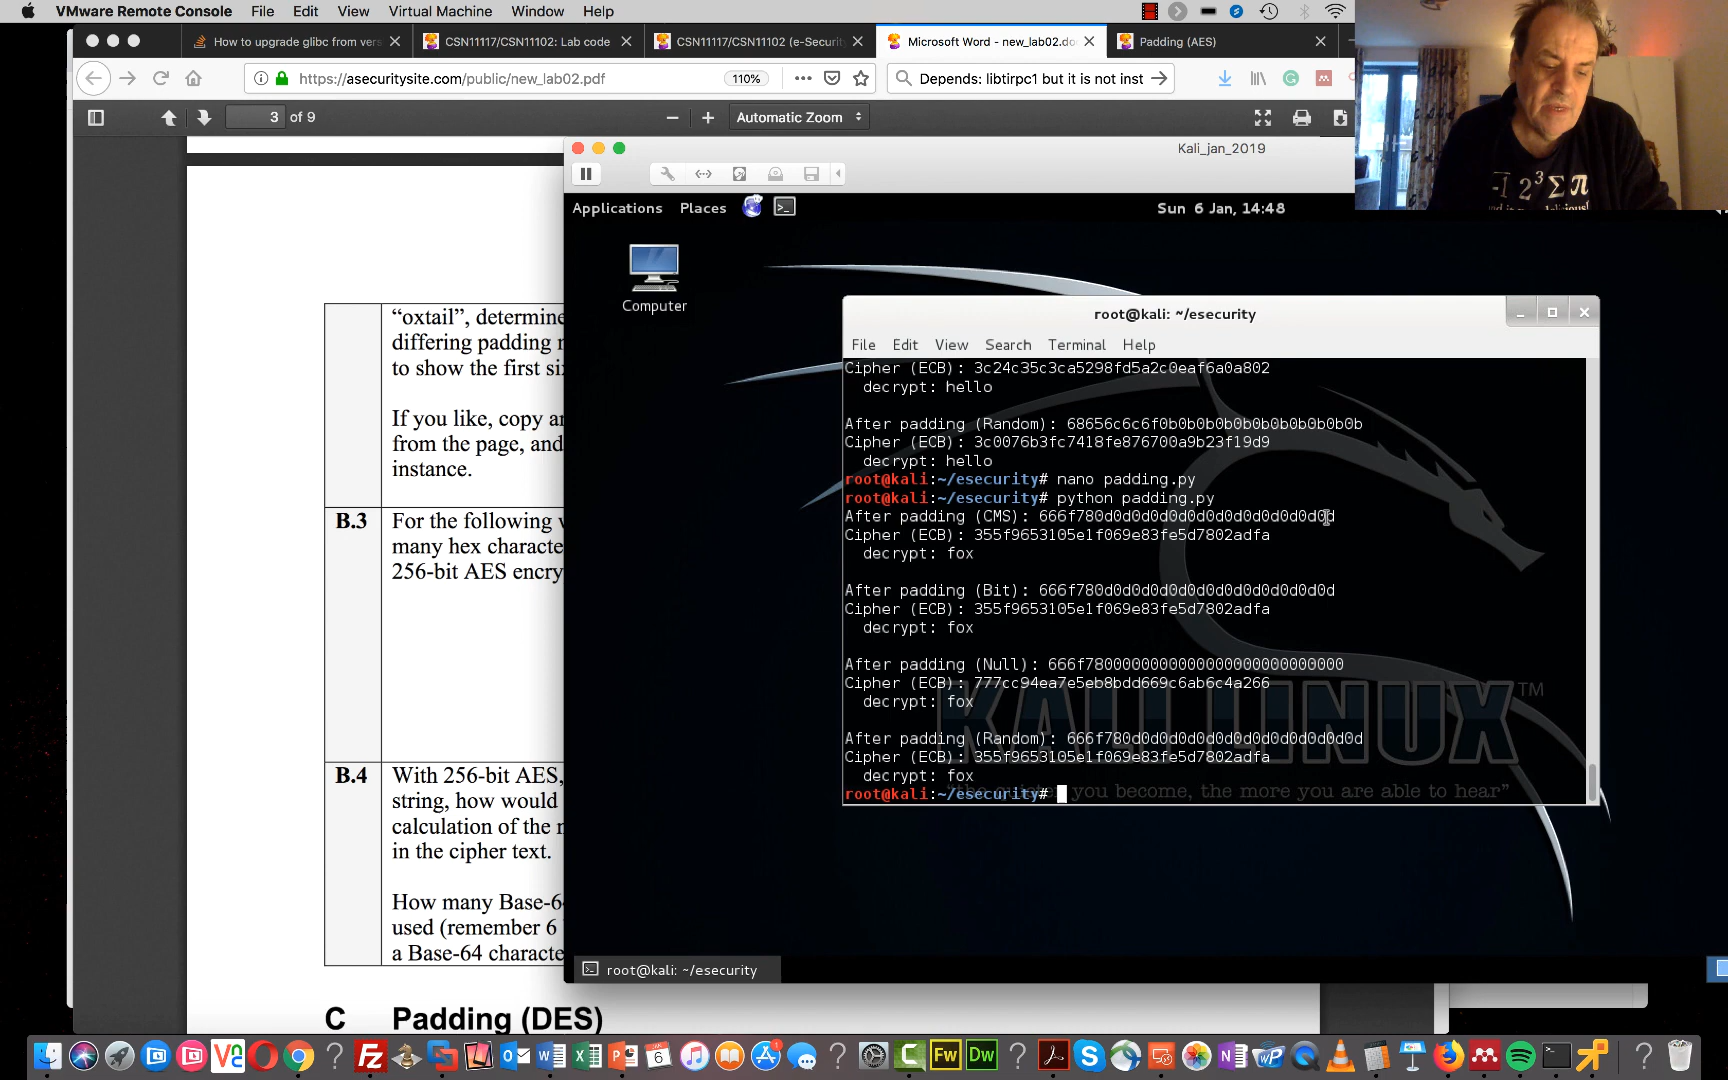 VMware Remote Console File Edit View Virtual Machine Window Help
How to upgrade glibc from vers
CSN11117/CSN11102: Lab code
CSN11117/CSN11102 (e-Security
Microsoft Word - new_lab02.do
Padding (AES)
https://asecuritysite.com/public/new_lab02.pdf
110%
Depends: libtirpc1 but it is not inst
3 of 9
Automatic Zoom
Kali_jan_2019
Applications Places
Sun 6 Jan, 14:48
Computer
"oxtail", determine
differing padding
to show the first six
If you like, copy an
from the page, and
instance.
B.3 For the following
many hex characte
256-bit AES encry
B.4 With 256-bit AES,
string, how would
calculation of the
in the cipher text.
How many Base-64
used (remember 6
a Base-64 characte
C Padding (DES)
root@kali: ~/esecurity
File Edit View Search Terminal Help
Cipher (ECB): 3c24c35c3ca5298fd5a2c0eaf6a0a802
decrypt: hello
After padding (Random): 68656c6c6f0b0b0b0b0b0b0b0b0b0b0b
Cipher (ECB): 3c0076b3fc7418fe876700a9b23f19d9
decrypt: hello
root@kali:~/esecurity# nano padding.py
root@kali:~/esecurity# python padding.py
After padding (CMS): 666f780d0d0d0d0d0d0d0d0d0d0d0d0d
Cipher (ECB): 355f9653105e1f069e83fe5d7802adfa
decrypt: fox
After padding (Bit): 666f780d0d0d0d0d0d0d0d0d0d0d0d0d
Cipher (ECB): 355f9653105e1f069e83fe5d7802adfa
decrypt: fox
After padding (Null): 666f7800000000000000000000000000
Cipher (ECB): 777cc94ea7e5eb8bdd669c6ab6c4a266
decrypt: fox
After padding (Random): 666f780d0d0d0d0d0d0d0d0d0d0d0d0d
Cipher (ECB): 355f9653105e1f069e83fe5d7802adfa
decrypt: fox
root@kali:~/esecurity#
you become, the more you are able to hear"
KALI LINUX TM
root@kali: ~/esecurity
-1 2³ Σ π